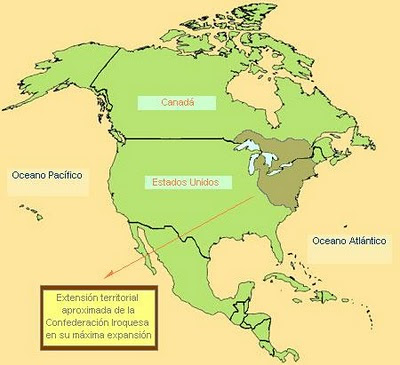 Canadá
Oceano Pacífico
Estados Unidos
Oceano Atlántico
Extensión territorial
aproximada de la
Confederación Iroquesa
en su máxima expansión